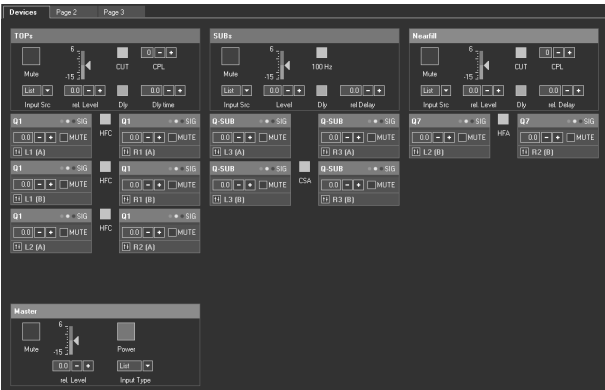 Devices Page 2 Page 3
TOPs
6
-15
Mute
CUT
0 - +
CPL
List
0.0 - +
0.0 - +
Input Src rel. Level Dly Dly time
SUBs
6
-15
Mute
100 Hz
List
0.0 - +
0.0 - +
Input Src Level Dly rel Delay
Nearfill
6
-15
Mute
CUT
0 - +
CPL
List
0.0 - +
0.0 - +
Input Src rel. Level Dly rel. Delay
Q1 SIG
0.0 - + MUTE
L1 (A)
HFC
Q1 SIG
0.0 - + MUTE
R1 (A)
Q-SUB SIG
0.0 - + MUTE
L3 (A)
Q-SUB SIG
0.0 - + MUTE
R3 (A)
Q7 SIG
0.0 - + MUTE
L2 (B)
HFA
Q7 SIG
0.0 - + MUTE
R2 (B)
Q1 SIG
0.0 - + MUTE
L1 (B)
HFC
Q1 SIG
0.0 - + MUTE
R1 (B)
Q-SUB SIG
0.0 - + MUTE
L3 (B)
CSA
Q-SUB SIG
0.0 - + MUTE
R3 (B)
Q1 SIG
0.0 - + MUTE
L2 (A)
HFC
Q1 SIG
0.0 - + MUTE
R2 (A)
Master
6
-15
Mute
Power
0.0 - +
List
rel. Level Input Type